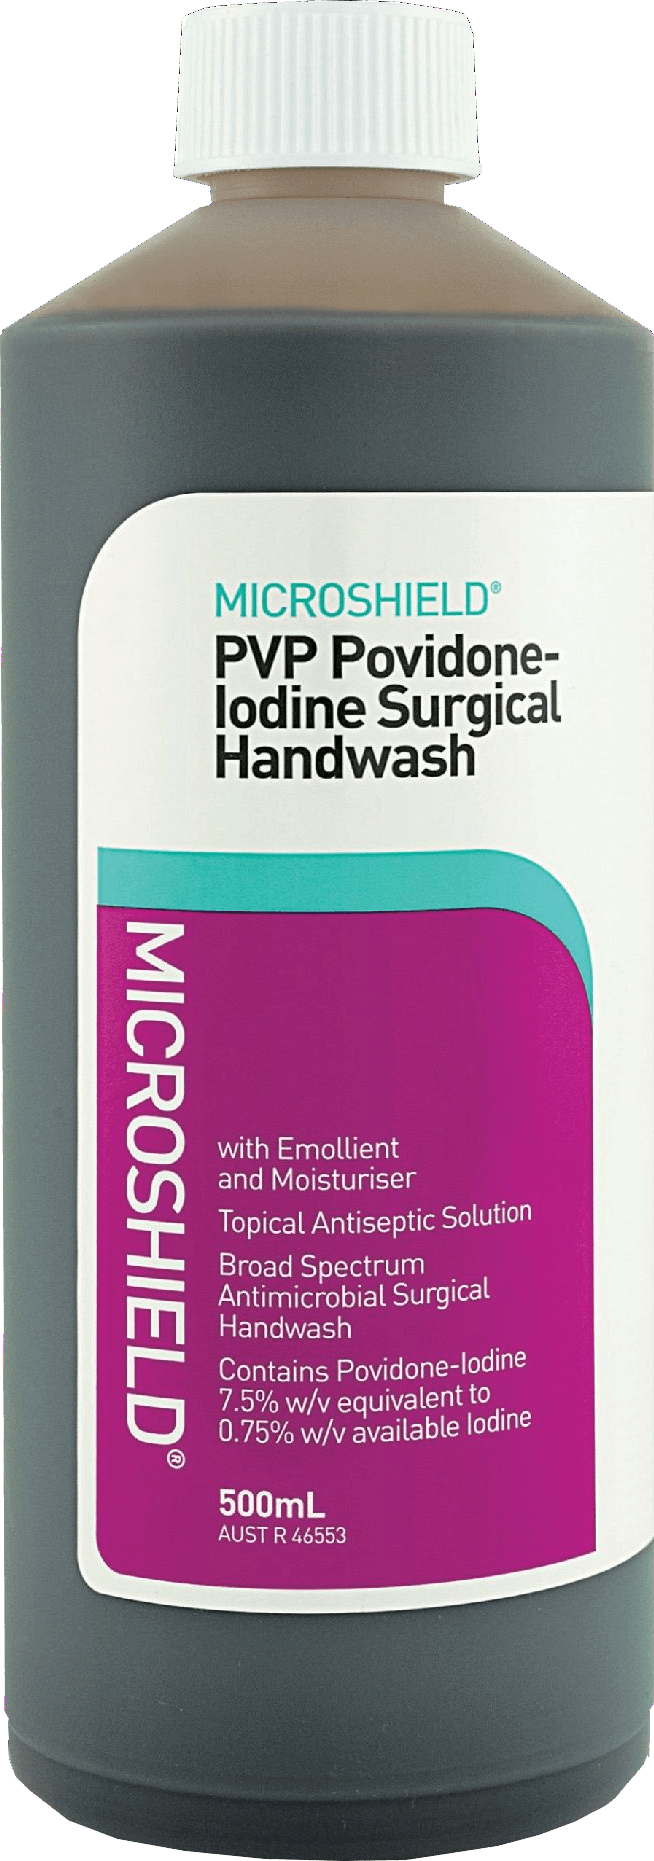 MICROSHIELD®
PVP Povidone-
Iodine Surgical
Handwash
MICROSHIELD®
with Emollient
and Moisturiser
Topical Antiseptic Solution
Broad Spectrum
Antimicrobial Surgical
Handwash
Contains Povidone-Iodine
7.5% w/v equivalent to
0.75% w/v available Iodine
500mL
AUST R 46553